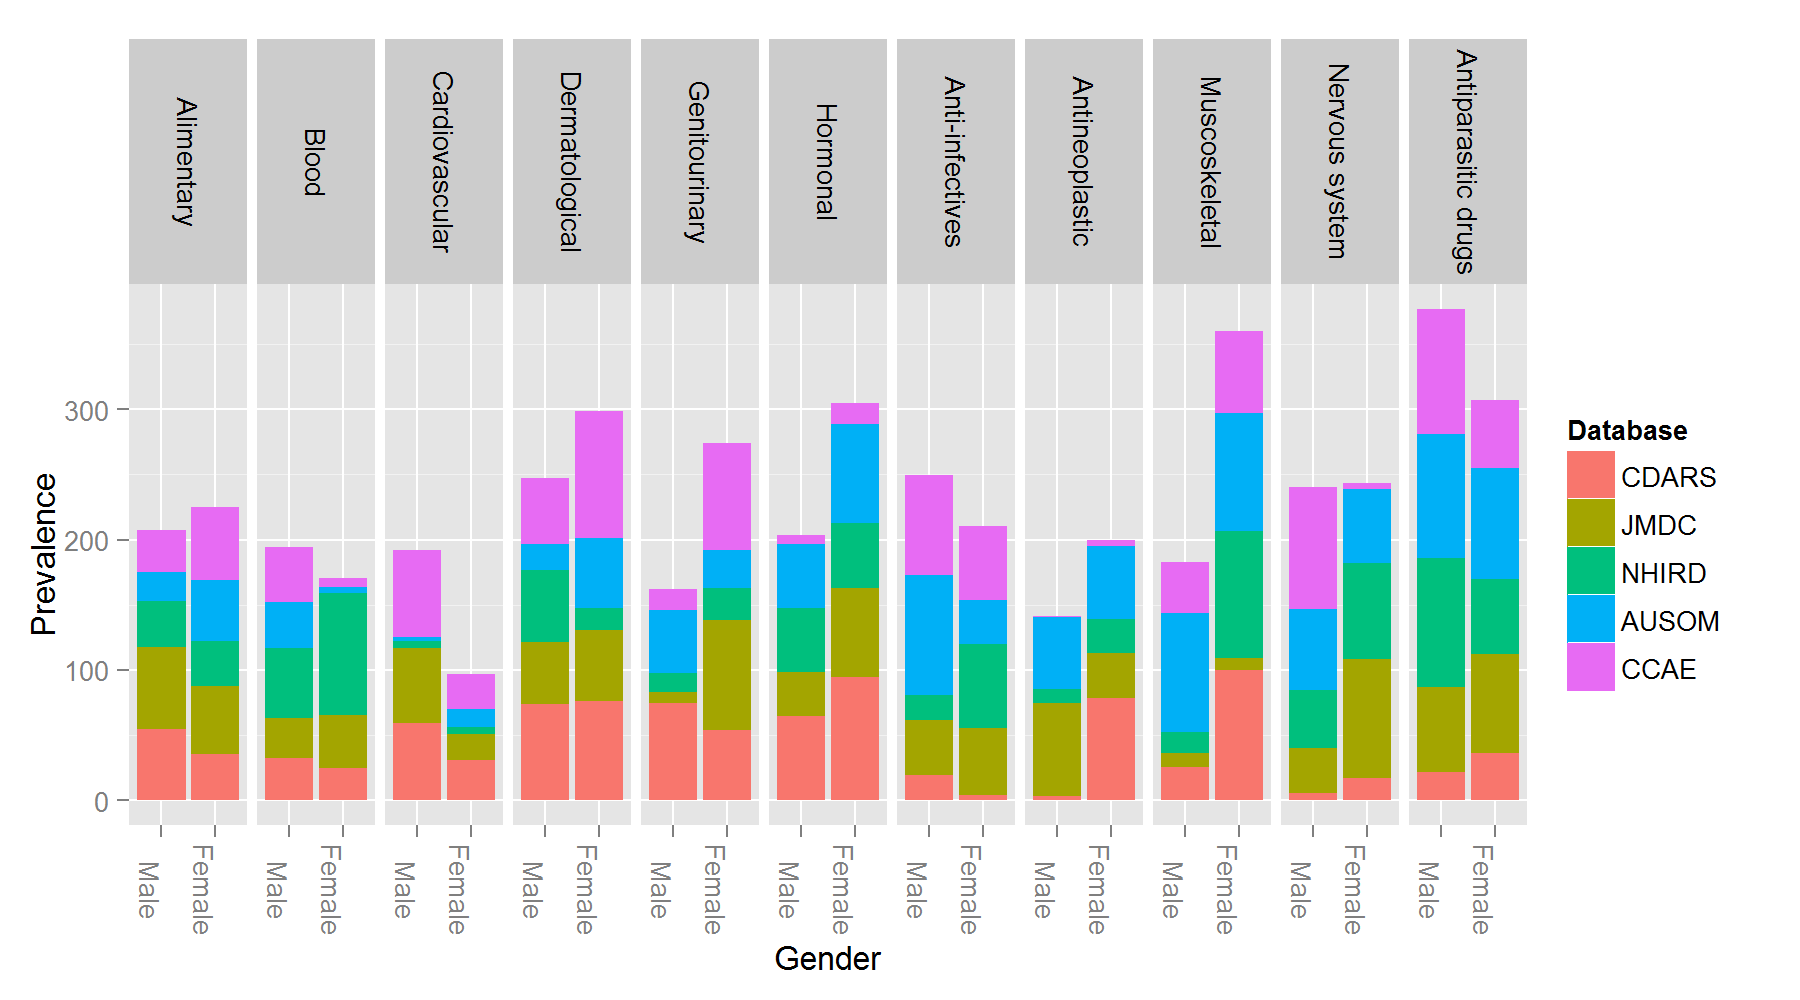 Alimentary
Blood
Cardiovascular
Dermatological
Genitourinary
Hormonal
Anti-infectives
Antineoplastic
Muscoskeletal
Nervous system
Antiparasitic drugs
Prevalence
300
200
100
0
Male
Female
Male
Female
Male
Female
Male
Female
Male
Female
Male
Female
Male
Female
Male
Female
Male
Female
Male
Female
Male
Female
Gender
Database
CDARS
JMDC
NHIRD
AUSOM
CCAE